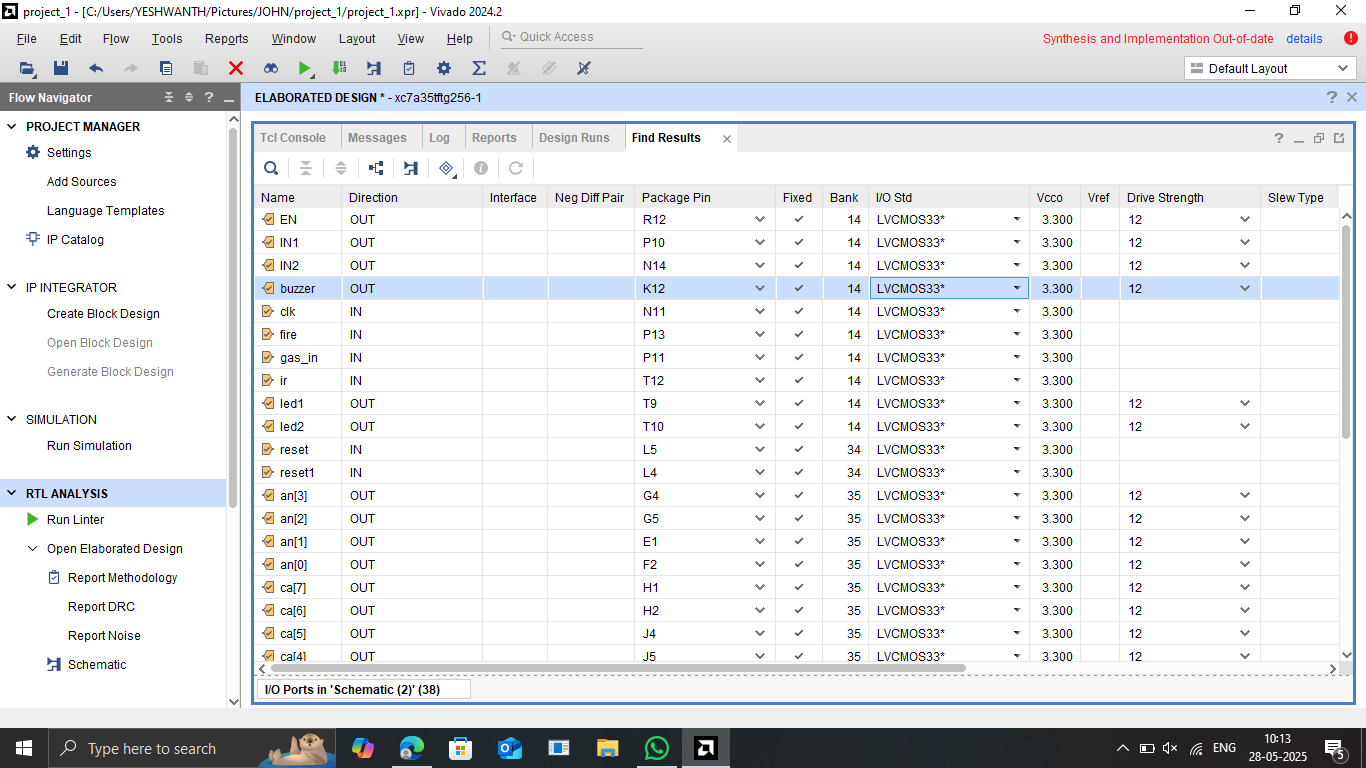 project_1 - [C:/Users/YESHWANTH/Pictures/JOHN/project_1/project_1.xpr] - Vivado 2024.2
File Edit Flow Tools Reports Window Layout View Help Quick Access
Synthesis and Implementation Out-of-date details
Default Layout
Flow Navigator
PROJECT MANAGER
Settings
Add Sources
Language Templates
IP Catalog
IP INTEGRATOR
Create Block Design
Open Block Design
Generate Block Design
SIMULATION
Run Simulation
RTL ANALYSIS
Run Linter
Open Elaborated Design
Report Methodology
Report DRC
Report Noise
Schematic
ELABORATED DESIGN * - xc7a35tftg256-1
Tcl Console Messages Log Reports Design Runs Find Results
Name Direction Interface Neg Diff Pair Package Pin Fixed Bank I/O Std Vcco Vref Drive Strength Slew Type
EN OUT R12 14 LVCMOS33* 3.300 12
IN1 OUT P10 14 LVCMOS33* 3.300 12
IN2 OUT N14 14 LVCMOS33* 3.300 12
buzzer OUT K12 14 LVCMOS33* 3.300 12
clk IN N11 14 LVCMOS33* 3.300
fire IN P13 14 LVCMOS33* 3.300
gas_in IN P11 14 LVCMOS33* 3.300
ir IN T12 14 LVCMOS33* 3.300
led1 OUT T9 14 LVCMOS33* 3.300 12
led2 OUT T10 14 LVCMOS33* 3.300 12
reset IN L5 34 LVCMOS33* 3.300
reset1 IN L4 34 LVCMOS33* 3.300
an[3] OUT G4 35 LVCMOS33* 3.300 12
an[2] OUT G5 35 LVCMOS33* 3.300 12
an[1] OUT E1 35 LVCMOS33* 3.300 12
an[0] OUT F2 35 LVCMOS33* 3.300 12
ca[7] OUT H1 35 LVCMOS33* 3.300 12
ca[6] OUT H2 35 LVCMOS33* 3.300 12
ca[5] OUT J4 35 LVCMOS33* 3.300 12
ca[4] OUT J5 35 LVCMOS33* 3.300 12
I/O Ports in 'Schematic (2)' (38)
Type here to search
ENG
10:13
28-05-2025
5